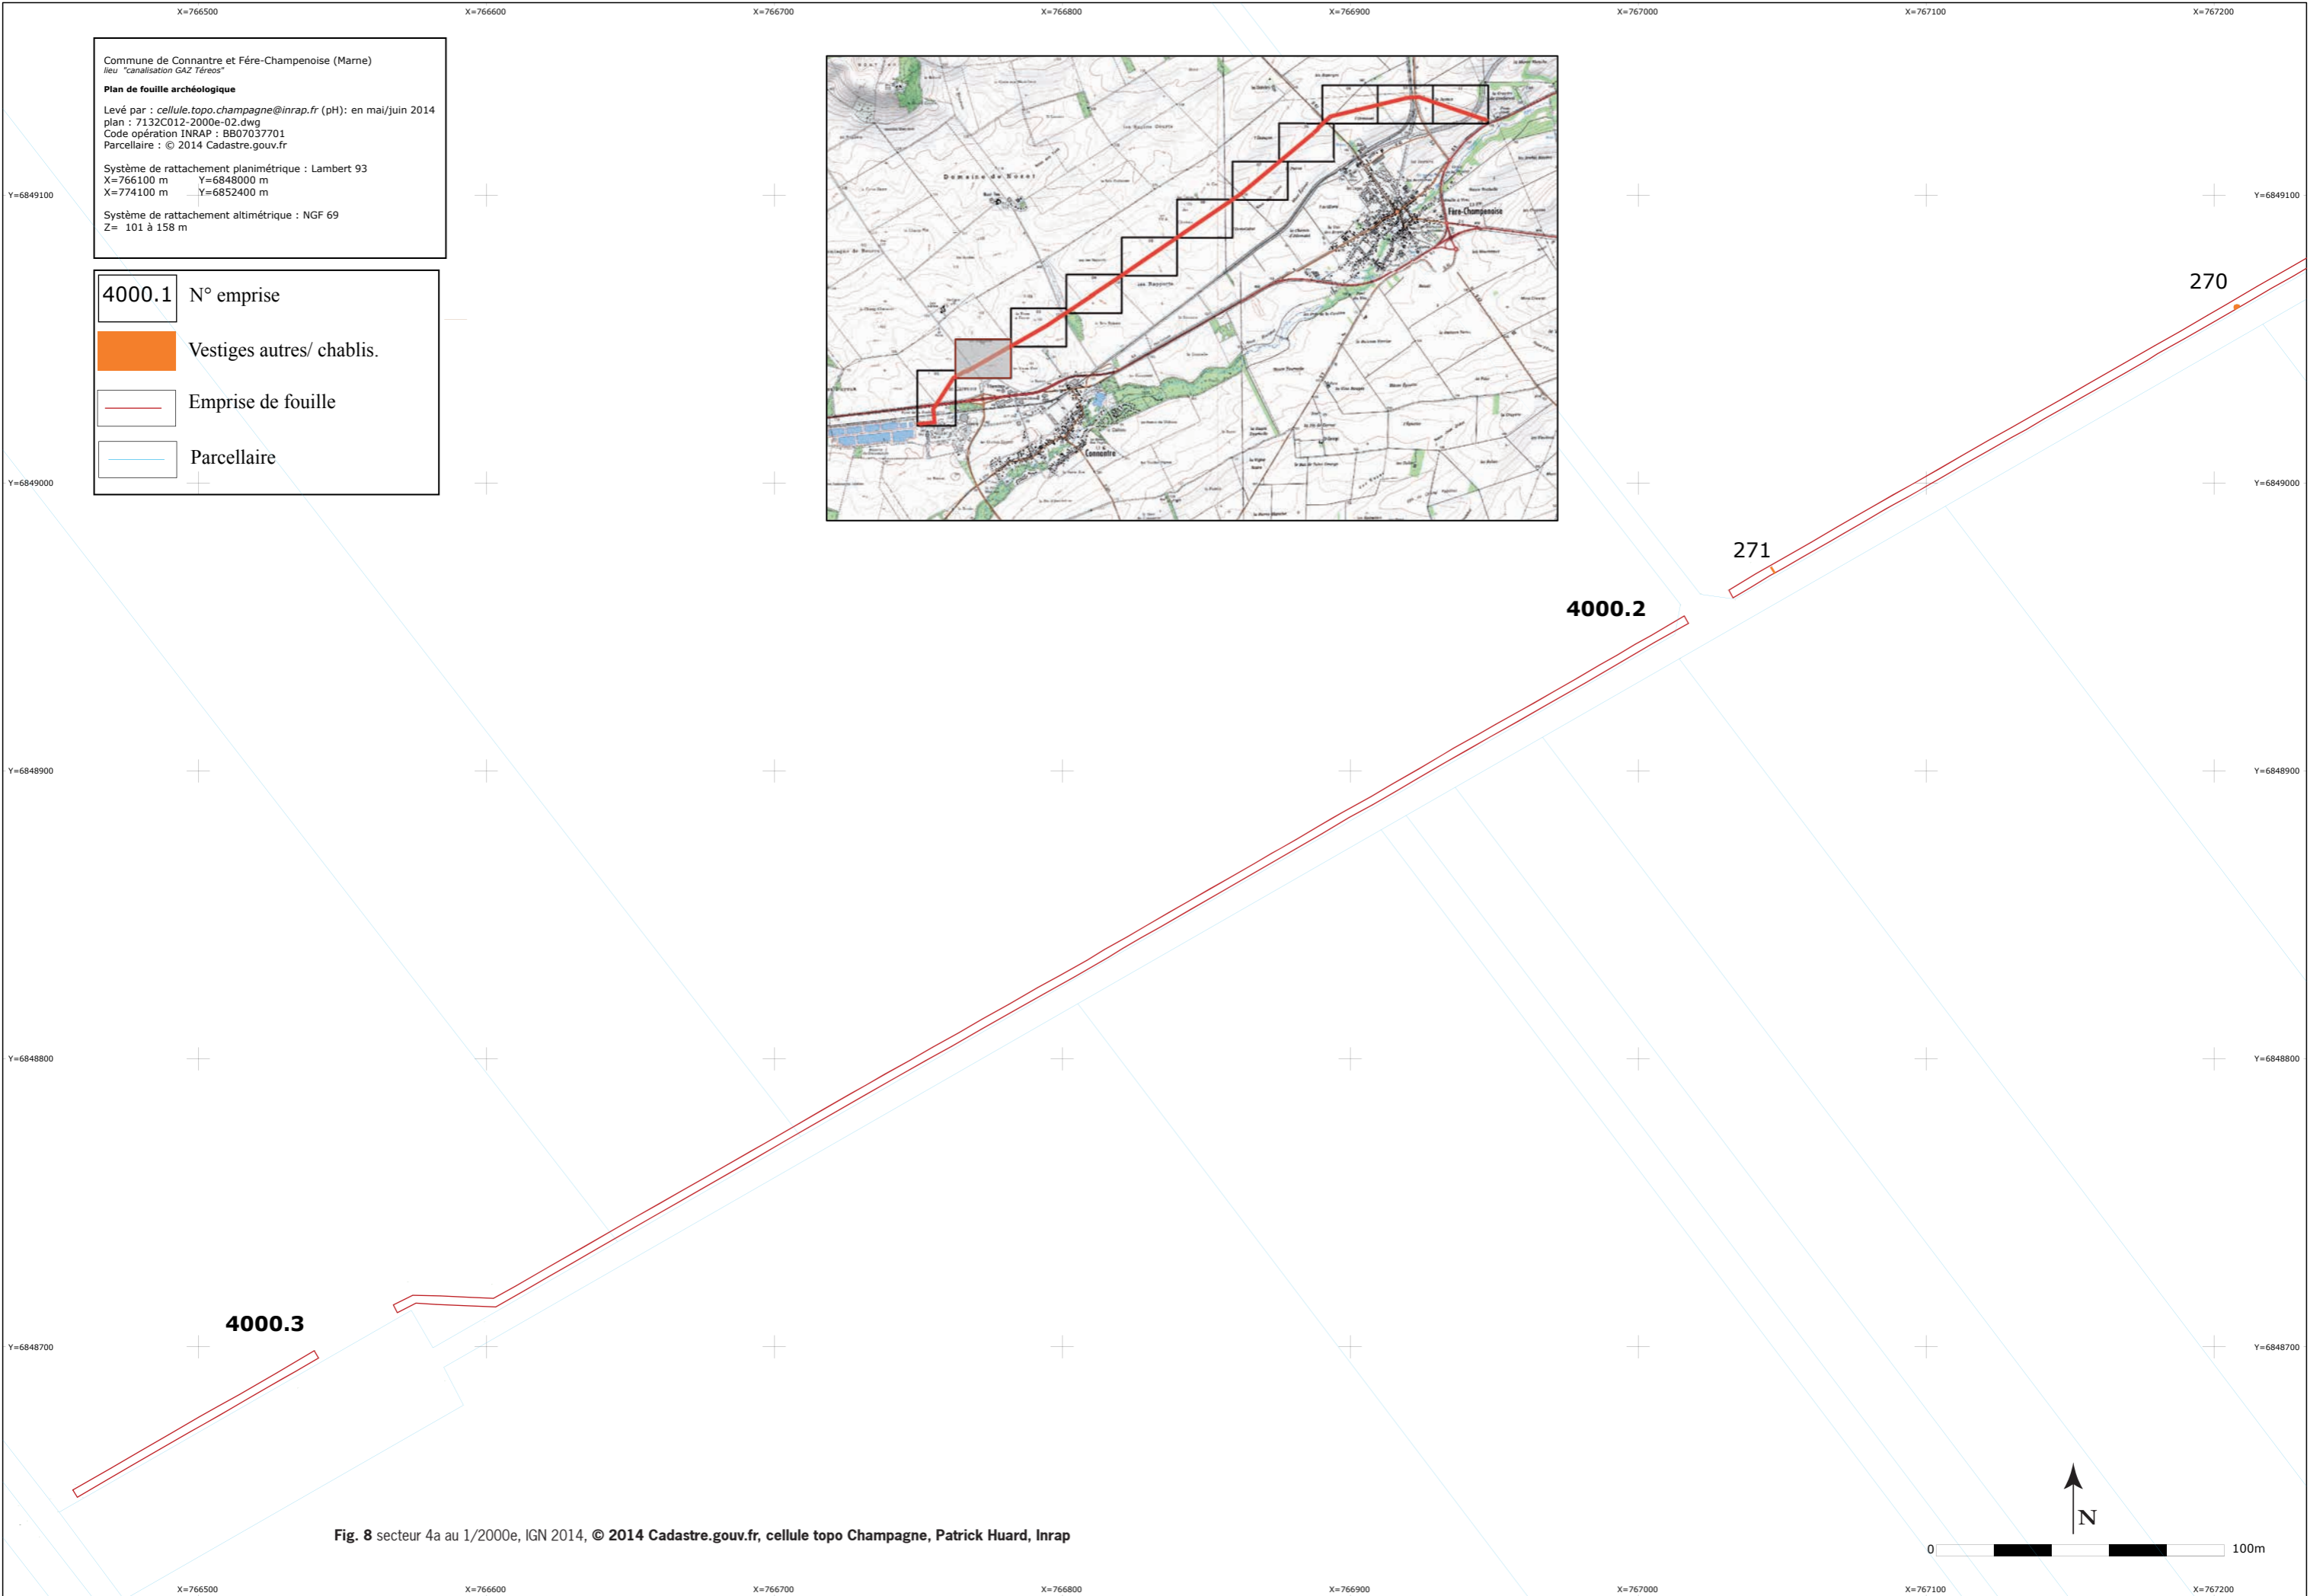 X=766500 X=766600 X=766700 X=766800 X=766900 X=767000 X=767100 X=767200
Commune de Connantre et Fére-Champenoise (Marne)
lieu "canalisation GAZ Téreos"
Plan de fouille archéologique
Levé par : cellule.topo.champagne@inrap.fr (pH): en mai/juin 2014
plan : 7132C012-2000e-02.dwg
Code opération INRAP : BB07037701
Parcellaire : © 2014 Cadastre.gouv.fr
Système de rattachement planimétrique : Lambert 93
X=766100 m Y=6848000 m
X=774100 m Y=6852400 m
Système de rattachement altimétrique : NGF 69
Z= 101 à 158 m
4000.1 N° emprise
Vestiges autres/ chablis.
Emprise de fouille
Parcellaire
Fère-Champenoise
Connantre
Y=6849100 Y=6849100
270
Y=6849000 Y=6849000
271
4000.2
Y=6848900 Y=6848900
Y=6848800 Y=6848800
4000.3
Y=6848700 Y=6848700
N
Fig. 8 secteur 4a au 1/2000e, IGN 2014, © 2014 Cadastre.gouv.fr, cellule topo Champagne, Patrick Huard, Inrap
0 100m
X=766500 X=766600 X=766700 X=766800 X=766900 X=767000 X=767100 X=767200